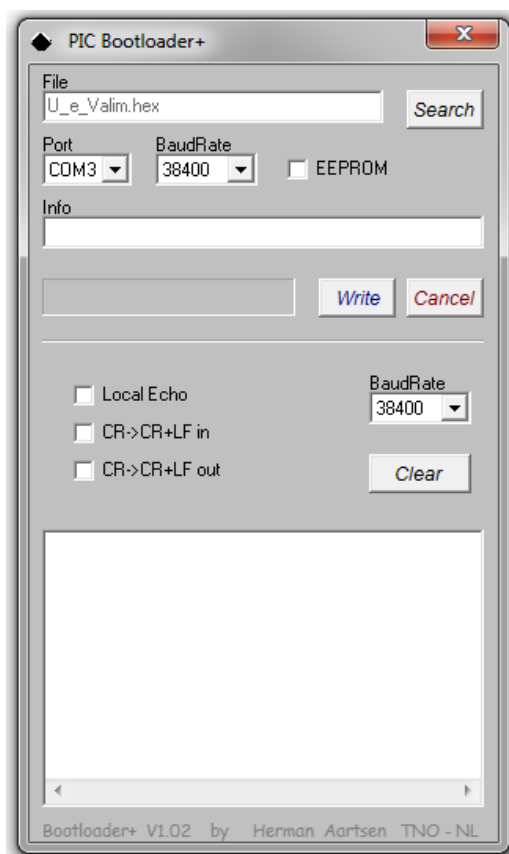 PIC Bootloader+
File
U_e_Valim.hex Search
Port BaudRate
COM3 38400 EEPROM
Info
Write Cancel
BaudRate
Local Echo 38400
CR->CR+LF in
CR->CR+LF out Clear
Bootloader+ V1.02 by Herman Aartsen TNO - NL